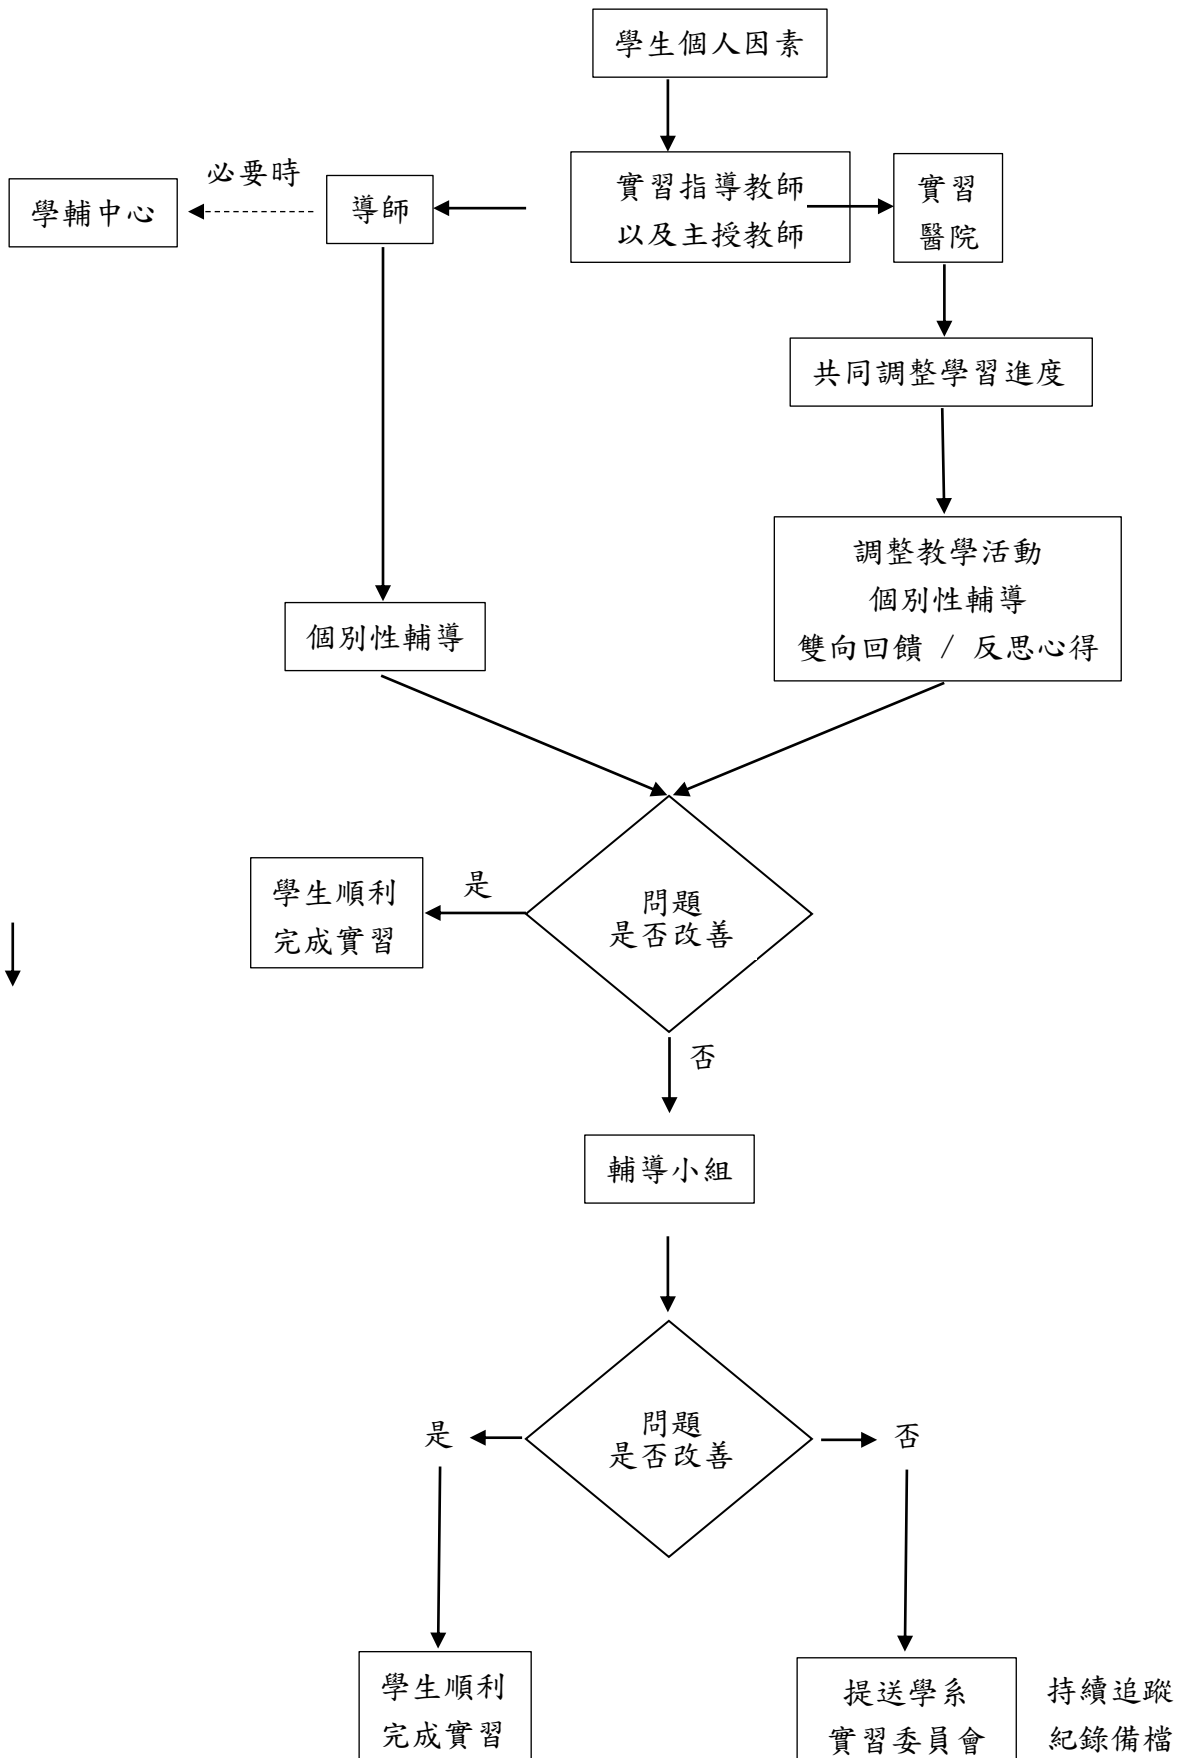 學生個人因素
必要時
學輔中心
導師
實習指導教師
以及主授教師
實習
醫院
共同調整學習進度
調整教學活動
個別性輔導
雙向回饋 / 反思心得
個別性輔導
學生順利
完成實習
是
問題
是否改善
否
輔導小組
是
問題
是否改善
否
學生順利
完成實習
提送學系
實習委員會
持續追蹤
紀錄備檔